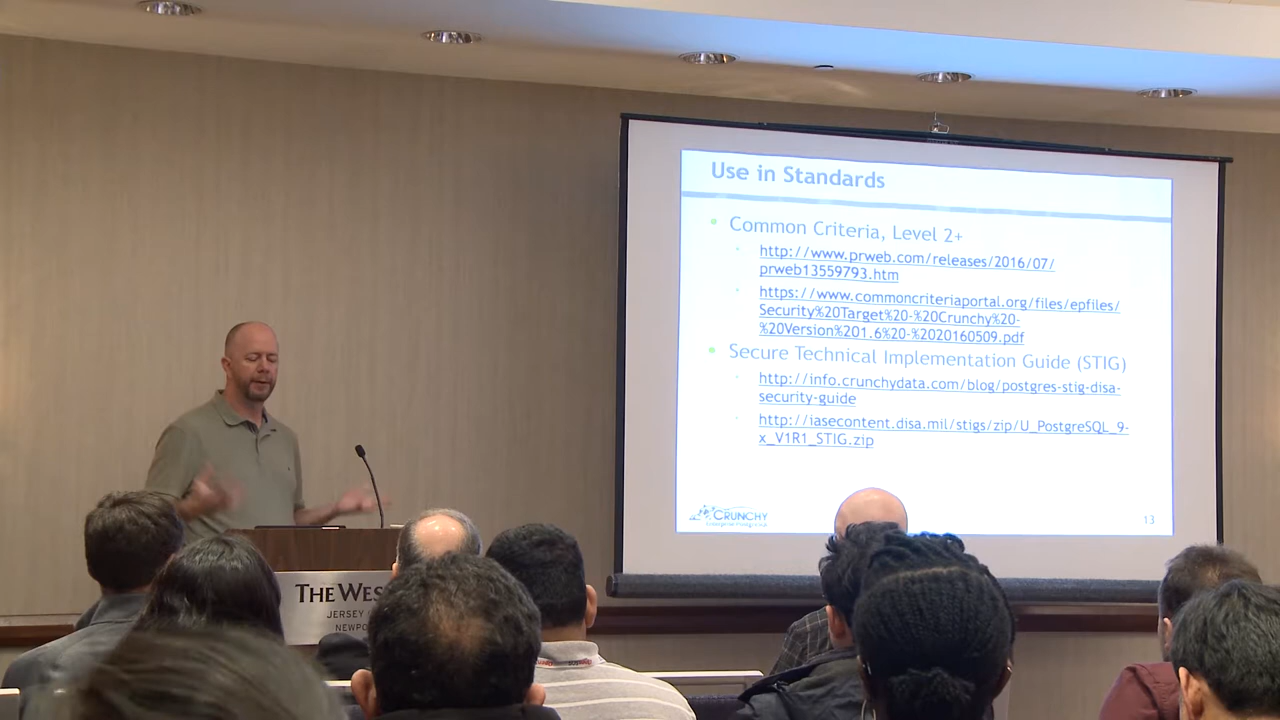 Use in Standards
Common Criteria, Level 2+
http://www.prweb.com/releases/2016/07/
prweb13559793.htm
https://www.commoncriteriaportal.org/files/epfiles/
Security%20Target%20-%20Crunchy%20-
%20Version%201.6%20-%2020160509.pdf
Secure Technical Implementation Guide (STIG)
http://info.crunchydata.com/blog/postgres-stig-disa-
security-guide
http://iasecontent.disa.mil/stigs/zip/U_PostgreSQL_9-
x_V1R1_STIG.zip
CRUNCHY
13
THE WES
JERSEY
NEWPO